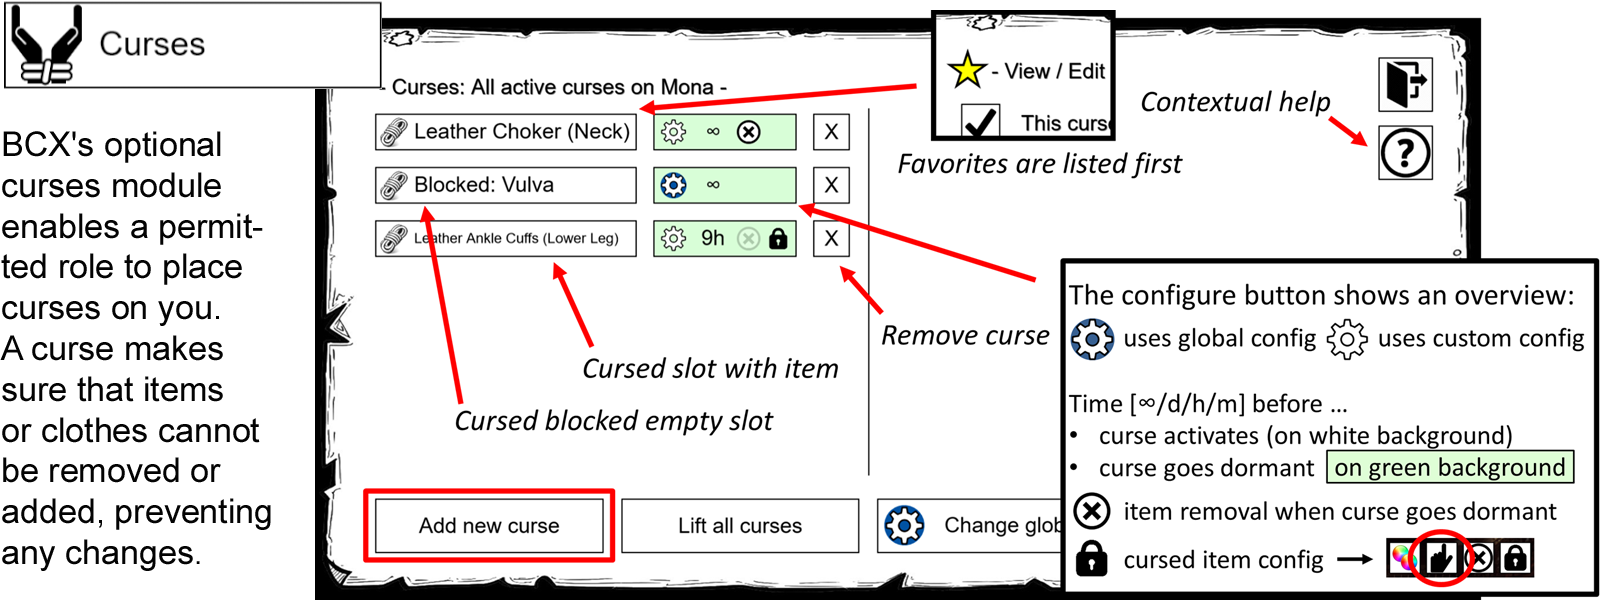 Curses
BCX's optional
curses module
enables a permit-
ted role to place
curses on you.
A curse makes
sure that items
or clothes cannot
be removed or
added, preventing
any changes.
- Curses: All active curses on Mona -
Leather Choker (Neck) ∞ X
Blocked: Vulva ∞ X
Leather Ankle Cuffs (Lower Leg) 9h X
- View / Edit
This curs
Favorites are listed first
Contextual help
?
Remove curse
Cursed slot with item
Cursed blocked empty slot
Add new curse
Lift all curses
Change glob
The configure button shows an overview:
uses global config uses custom config
Time [∞/d/h/m] before ...
• curse activates (on white background)
• curse goes dormant on green background
item removal when curse goes dormant
cursed item config